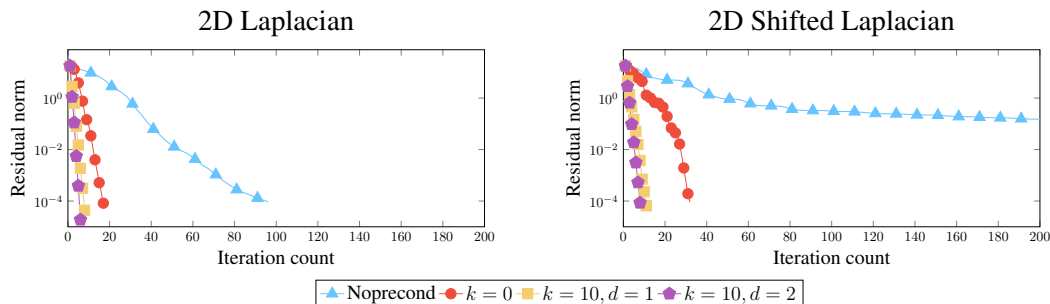 2D Laplacian
10^0
10^−2
10^−4
Residual norm
0 20 40 60 80 100 120 140 160 180 200
Iteration count
2D Shifted Laplacian
10^0
10^−2
10^−4
Residual norm
0 20 40 60 80 100 120 140 160 180 200
Iteration count
Noprecond k = 0 k = 10, d = 1 k = 10, d = 2